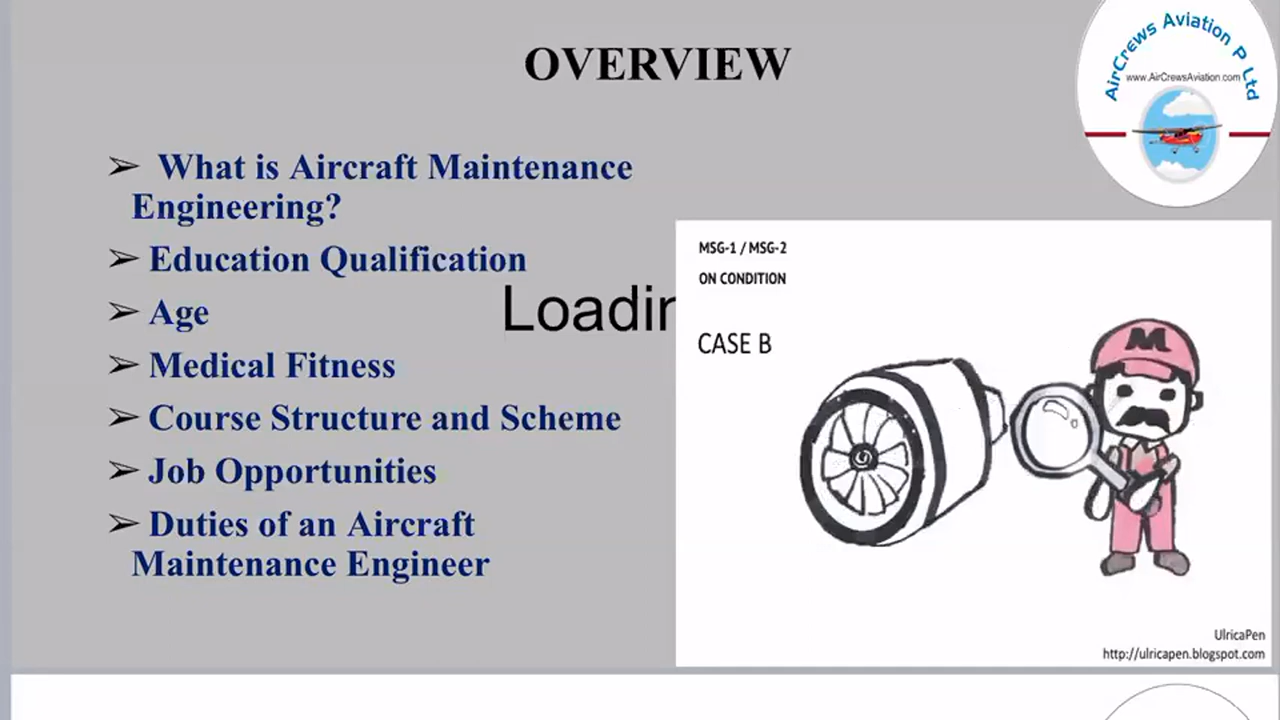 OVERVIEW
AirCrews Aviation P Ltd
www.AirCrewsAviation.com
➢ What is Aircraft Maintenance
Engineering?
➢ Education Qualification
➢ Age
➢ Medical Fitness
➢ Course Structure and Scheme
➢ Job Opportunities
➢ Duties of an Aircraft
Maintenance Engineer
Loadin
MSG-1 / MSG-2
ON CONDITION
CASE B
M
UlricaPen
http://ulricapen.blogspot.com